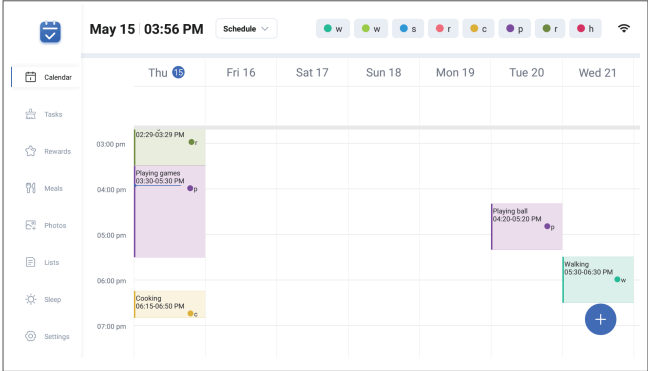 May 15 03:56 PM Schedule w w s r c p r h
Calendar
Tasks
Rewards
Meals
Photos
Lists
Sleep
Settings
Thu 15 Fri 16 Sat 17 Sun 18 Mon 19 Tue 20 Wed 21
03:00 pm
04:00 pm
05:00 pm
06:00 pm
07:00 pm
02:29-03:29 PM
r
Playing games
03:30-05:30 PM
p
Cooking
06:15-06:50 PM
c
Playing ball
04:20-05:20 PM
p
Walking
05:30-06:30 PM
w
+